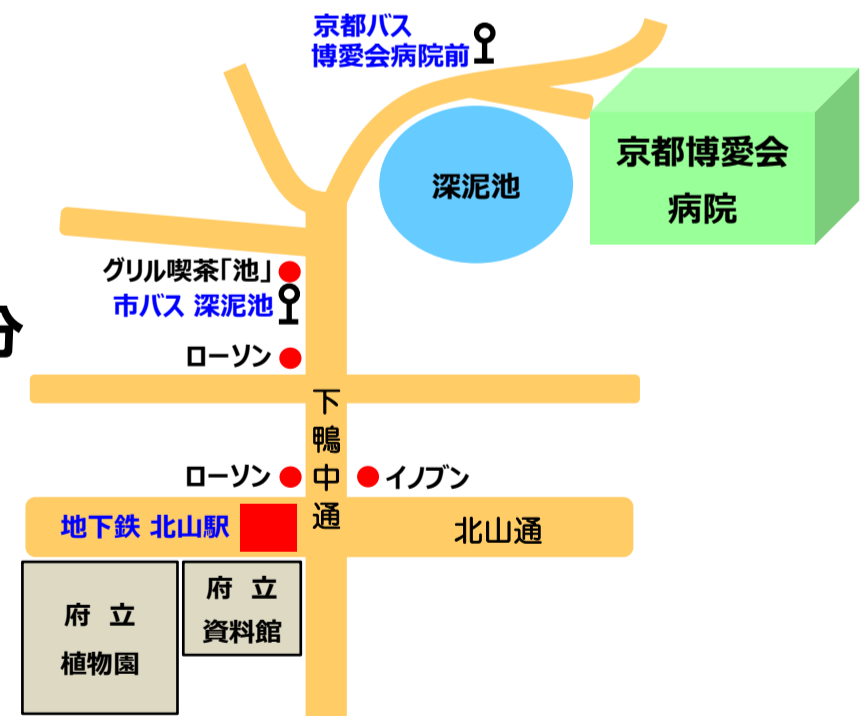 京都バス
博愛会病院前
京都博愛会
病院
深泥池
グリル喫茶「池」
市バス 深泥池
分
ローソン
下鴨中通
ローソン
イノブン
地下鉄 北山駅
北山通
府 立
植物園
府 立
資料館